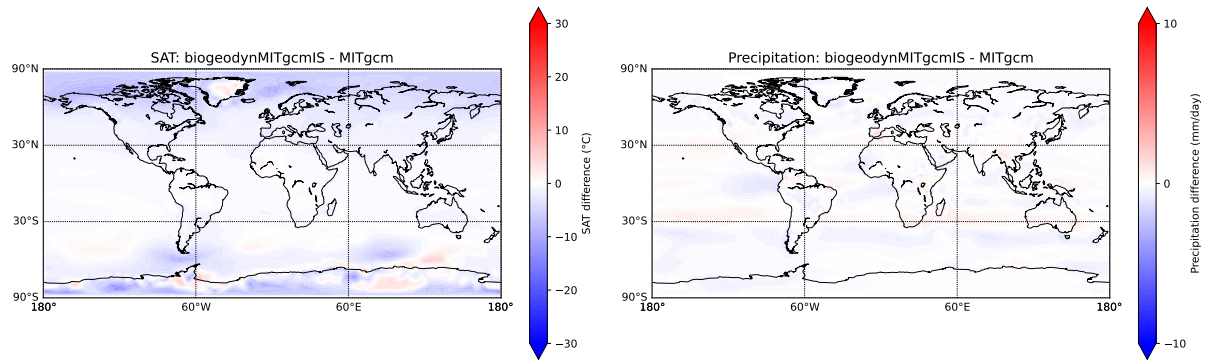 SAT: biogeodynMITgcmIS - MITgcm
90°N
30°N
30°S
90°S
180°
60°W
60°E
180°
30
20
10
0
−10
−20
−30
SAT difference (°C)
Precipitation: biogeodynMITgcmIS - MITgcm
90°N
30°N
30°S
90°S
180°
60°W
60°E
180°
10
0
−10
Precipitation difference (mm/day)